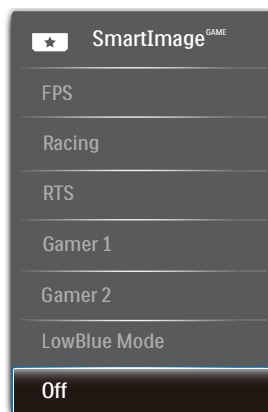 SmartImage GAME
FPS
Racing
RTS
Gamer 1
Gamer 2
LowBlue Mode
Off